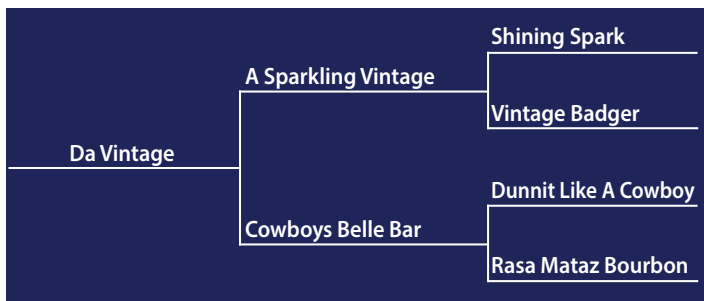 Shining Spark
A Sparkling Vintage
Vintage Badger
Da Vintage
Dunnit Like A Cowboy
Cowboys Belle Bar
Rasa Mataz Bourbon